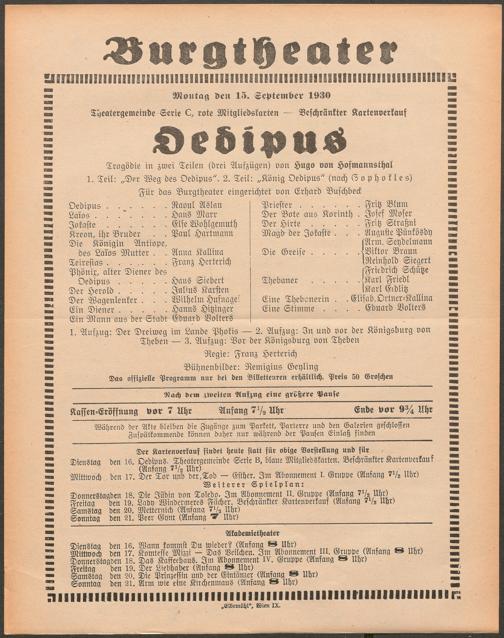 Burgtheater
Montag den 15. September 1930
Theatergemeinde Serie C, rote Mitgliedskarten — Beschränkter Kartenverkauf
Oedipus
Tragödie in zwei Teilen (drei Aufzügen) von Hugo von Hofmannsthal
1. Teil: „Der Weg des Oedipus“. 2. Teil: „König Oedipus“ (nach Sophokles)
Für das Burgtheater eingerichtet von Erhard Buschbeck
Oedipus . . . . . . . Raoul Aslan
Laïos . . . . . . . . Hans Marr
Jokaste . . . . . . . Else Wohlgemuth
Kreon, ihr Bruder . . Paul Hartmann
Die Königin Antiope,
des Laïos Mutter . . Anna Kallina
Teiresias . . . . . . Franz Herterich
Phönix, alter Diener des
Oedipus . . . . . . Hans Siebert
Der Herold . . . . . Julius Karsten
Der Wagenlenker . . . Wilhelm Hufnagel
Ein Diener . . . . . Hanns Hitzinger
Ein Mann aus der Stadt Eduard Volters
Priester . . . . . . Fritz Blum
Der Bote aus Korinth . Josef Moser
Der Hirte . . . . . . Fritz Straßni
Magd der Jokaste . . . Auguste Pünkösdy
Die Greise . . . . . {Arm. Seydelmann
Viktor Braun
Reinhold Siegert
Thebaner . . . . . . {Friedrich Schütze
Karl Friedl
Karl Eidlitz
Eine Thebanerin . . Elisab. Ortner-Kallina
Eine Stimme . . . . . Eduard Volters
1. Aufzug: Der Dreiweg im Lande Phokis — 2. Aufzug: In und vor der Königsburg von
Theben — 3. Aufzug: Vor der Königsburg von Theben
Regie: Franz Herterich
Bühnenbilder: Remigius Geyling
Das offizielle Programm nur bei den Billetteuren erhältlich. Preis 50 Groschen
Nach dem zweiten Aufzug eine größere Pause
Kassen-Eröffnung vor 7 Uhr Anfang 7½ Uhr Ende vor 9¾ Uhr
Während der Akte bleiben die Zugänge zum Parkett, Parterre und den Galerien geschlossen
Zuspätkommende können daher nur während der Pausen Einlaß finden
Der Kartenverkauf findet heute statt für obige Vorstellung und für
Dienstag den 16. Oedipus. Theatergemeinde Serie B, blaue Mitgliedskarten. Beschränkter Kartenverkauf
(Anfang 7½ Uhr)
Mittwoch den 17. Der Tor und der Tod — Esther. Im Abonnement I. Gruppe (Anfang 7½ Uhr)
Weiterer Spielplan:
Donnerstag den 18. Die Jüdin von Toledo. Im Abonnement II. Gruppe (Anfang 7½ Uhr)
Freitag den 19. Lady Windermeres Fächer. Beschränkter Kartenverkauf (Anfang 7½ Uhr)
Samstag den 20. Metternich (Anfang 7½ Uhr)
Sonntag den 21. Peer Gynt (Anfang 7 Uhr)
Akademietheater
Dienstag den 16. Wann kommst Du wieder? (Anfang 8 Uhr)
Mittwoch den 17. Komtesse Mizzi — Das Veilchen. Im Abonnement III. Gruppe (Anfang 8 Uhr)
Donnerstag den 18. Das Kaffeehaus. Im Abonnement IV. Gruppe (Anfang 8 Uhr)
Freitag den 19. Der Liebhaber (Anfang 8 Uhr)
Samstag den 20. Die Prinzessin und der Eintänzer (Anfang 8 Uhr)
Sonntag den 21. Arm wie eine Kirchenmaus (Anfang 8 Uhr)
„Elbemühl“, Wien IX.